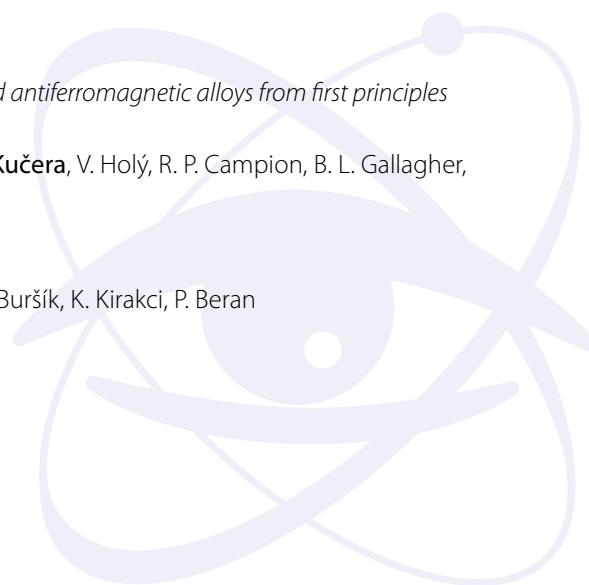 d antiferromagnetic alloys from first principles
Kučera, V. Holý, R. P. Campion, B. L. Gallagher,
Buršík, K. Kirakci, P. Beran